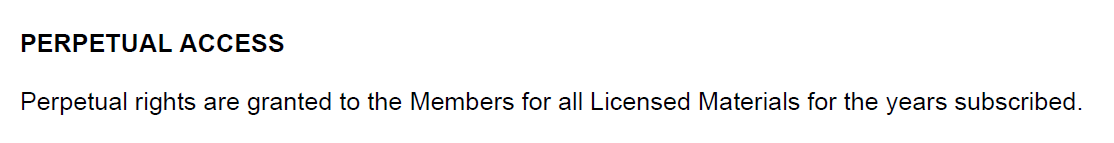 PERPETUAL ACCESS
Perpetual rights are granted to the Members for all Licensed Materials for the years subscribed.